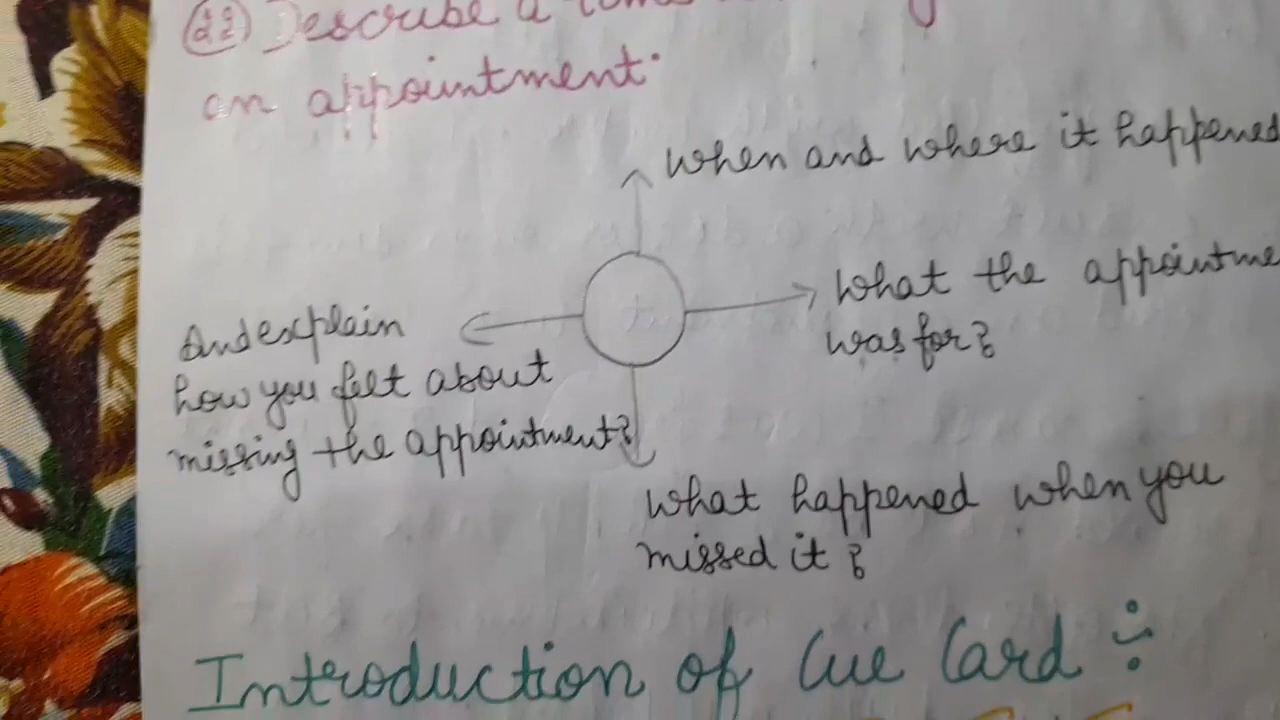 22 Describe a
an appointment.
When and where it happened
What the appointme
was for?
And explain
how you felt about
missing the appointment?
What happened when you
missed it?
Introduction of Cue Card :-